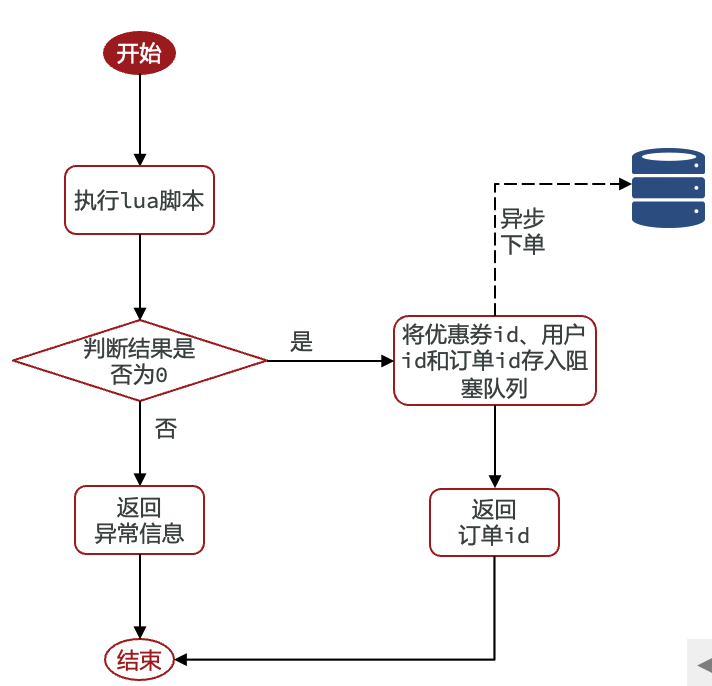 开始
执行lua脚本
异步
下单
判断结果是
否为0
是
将优惠券id、用户
id和订单id存入阻
塞队列
否
返回
异常信息
返回
订单id
结束